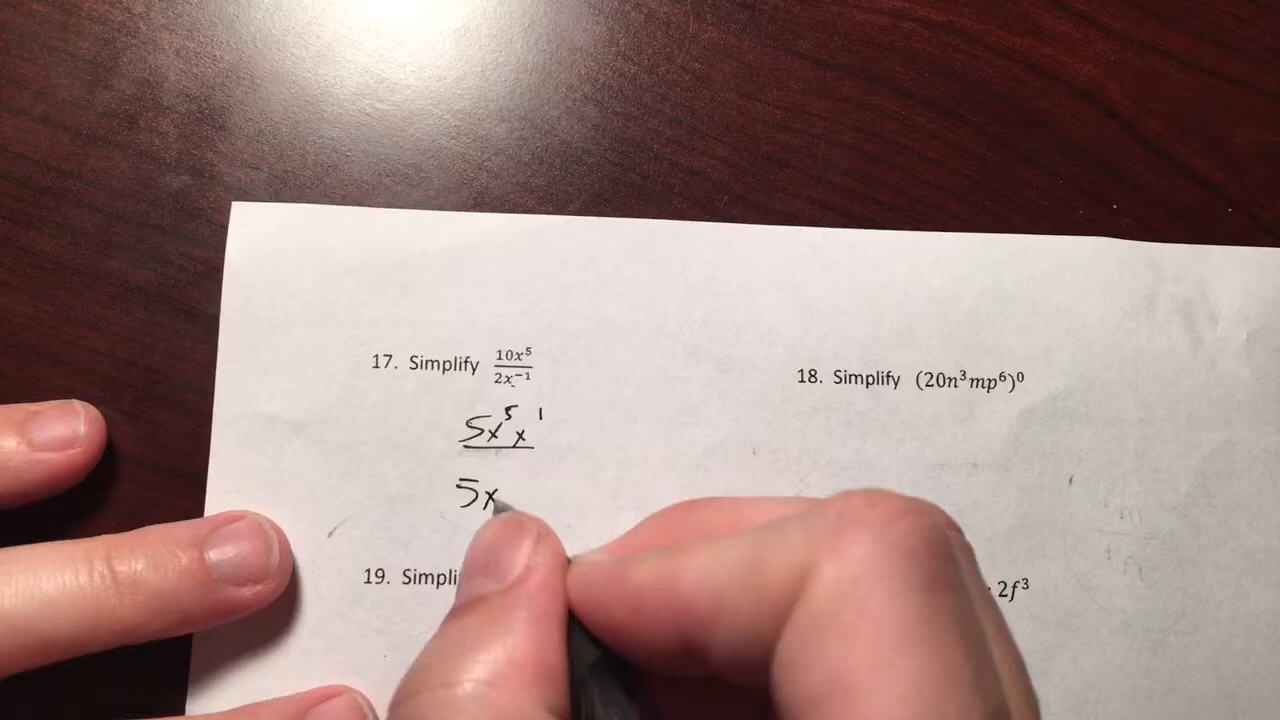 17. Simplify 10x⁵/2x⁻¹
5x⁵x¹
5x
18. Simplify (20n³mp⁶)⁰
19. Simpli
2f³